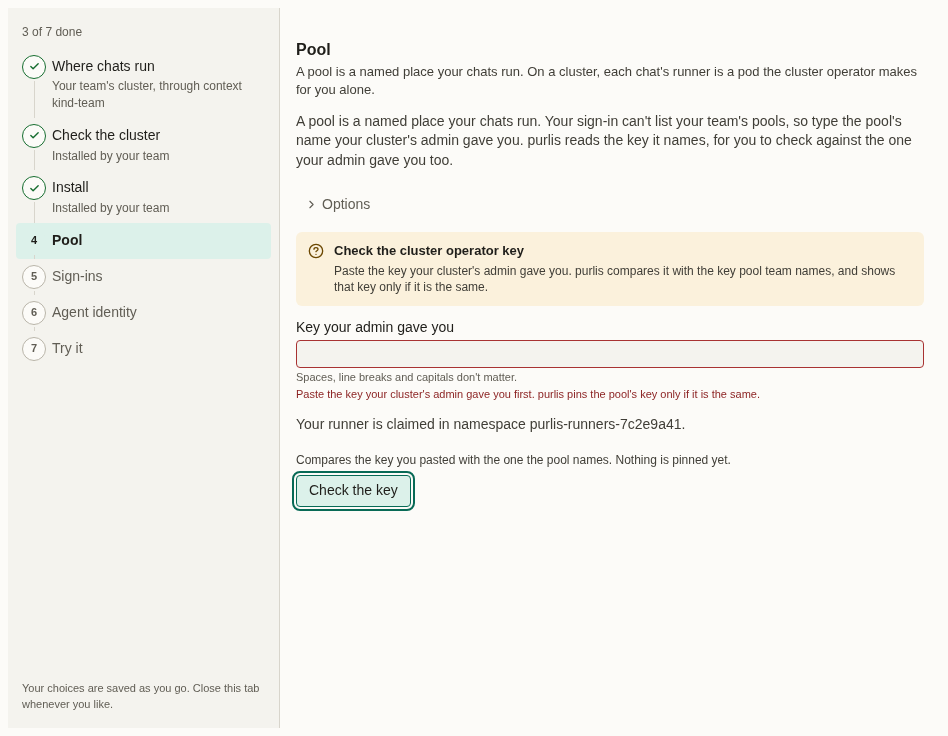 3 of 7 done
Where chats run
Your team's cluster, through context
kind-team
Check the cluster
Installed by your team
Install
Installed by your team
4 Pool
5 Sign-ins
6 Agent identity
7 Try it
Your choices are saved as you go. Close this tab
whenever you like.
Pool
A pool is a named place your chats run. On a cluster, each chat's runner is a pod the cluster operator makes
for you alone.
A pool is a named place your chats run. Your sign-in can't list your team's pools, so type the pool's
name your cluster's admin gave you. purlis reads the key it names, for you to check against the one
your admin gave you too.
Options
Check the cluster operator key
Paste the key your cluster's admin gave you. purlis compares it with the key pool team names, and shows
that key only if it is the same.
Key your admin gave you
Spaces, line breaks and capitals don't matter.
Paste the key your cluster's admin gave you first. purlis pins the pool's key only if it is the same.
Your runner is claimed in namespace purlis-runners-7c2e9a41.
Compares the key you pasted with the one the pool names. Nothing is pinned yet.
Check the key